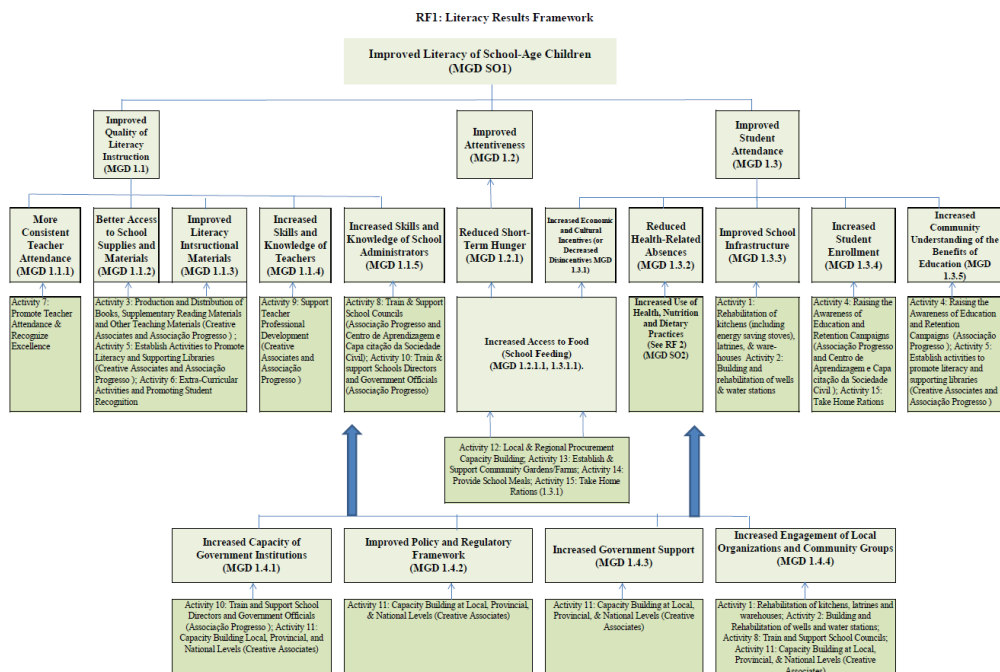 RF1: Literacy Results Framework
Improved Literacy of School-Age Children
(MGD SO1)
Improved
Quality of
Literacy
Instruction
(MGD 1.1)
Improved
Attentiveness
(MGD 1.2)
Improved
Student
Attendance
(MGD 1.3)
More
Consistent
Teacher
Attendance
(MGD 1.1.1)
Better Access
to School
Supplies and
Materials
(MGD 1.1.2)
Improved
Literacy
Intsructional
Materials
(MGD 1.1.3)
Increased
Skills and
Knowledge of
Teachers
(MGD 1.1.4)
Increased Skills and
Knowledge of School
Administrators
(MGD 1.1.5)
Reduced Short-
Term Hunger
(MGD 1.2.1)
Increased Economic
and Cultural
Incentives (or
Decreased
Disincentives MGD
1.3.1)
Reduced
Health-Related
Absences
(MGD 1.3.2)
Improved School
Infrastructure
(MGD 1.3.3)
Increased
Student
Enrollment
(MGD 1.3.4)
Increased
Community
Understanding of the
Benefits of
Education (MGD
1.3.5)
Activity 7:
Promote Teacher
Attendance &
Recognize
Excellence
Activity 3: Production and Distribution of
Books, Supplementary Reading Materials
and Other Teaching Materials (Creative
Associates and Associação Progresso ) ;
Activity 5: Establish Activities to Promote
Literacy and Supporting Libraries
(Creative Associates and Associação
Progresso ); Activity 6: Extra-Curricular
Activities and Promoting Student
Recognition
Activity 9: Support
Teacher
Professional
Development
(Creative
Associates and
Associação
Progresso )
Activity 8: Train & Support
School Councils
(Associação Progresso and
Centro de Aprendizagem e Capa
citação da Sociedade
Civil); Activity 10: Train &
support Schools Directors
and Government Officials
(Associação Progresso)
Increased Access to Food
(School Feeding)
(MGD 1.2.1.1, 1.3.1.1).
Increased Use of
Health, Nutrition
and Dietary
Practices
(See RF 2)
(MGD SO2)
Activity 1:
Rehabilitation of
kitchens (including
energy saving stoves),
latrines, & ware-
houses Activity 2:
Building and
rehabilitation of wells
& water stations
Activity 4: Raising the
Awareness of
Education and
Retention Campaigns
(Associação Progresso
and Centro de
Aprendizagem e Capa
citação da Sociedade
Civil ); Activity 15:
Take Home Rations
Activity 4: Raising the
Awareness of Education
and Retention
Campaigns (Associação
Progresso ); Activity 5:
Establish activities to
promote literacy and
supporting libraries
(Creative Associates and
Associação Progresso )
Activity 12: Local & Regional Procurement
Capacity Building; Activity 13: Establish &
Support Community Gardens/Farms; Activity 14:
Provide School Meals; Activity 15: Take Home
Rations (1.3.1)
Increased Capacity of
Government Institutions
(MGD 1.4.1)
Improved Policy and Regulatory
Framework
(MGD 1.4.2)
Increased Government Support
(MGD 1.4.3)
Increased Engagement of Local
Organizations and Community Groups
(MGD 1.4.4)
Activity 10: Train and Support School
Directors and Government Officials
(Associação Progresso ); Activity 11:
Capacity Building Local, Provincial, and
National Levels (Creative Associates)
Activity 11: Capacity Building at Local, Provincial,
& National Levels (Creative Associates)
Activity 11: Capacity Building at Local,
Provincial, & National Levels (Creative
Associates)
Activity 1: Rehabilitation of kitchens, latrines and
warehouses; Activity 2: Building and
Rehabilitation of wells and water stations;
Activity 8: Train and Support School Councils;
Activity 11: Capacity Building at Local,
Provincial, & National Levels (Creative
Associates)